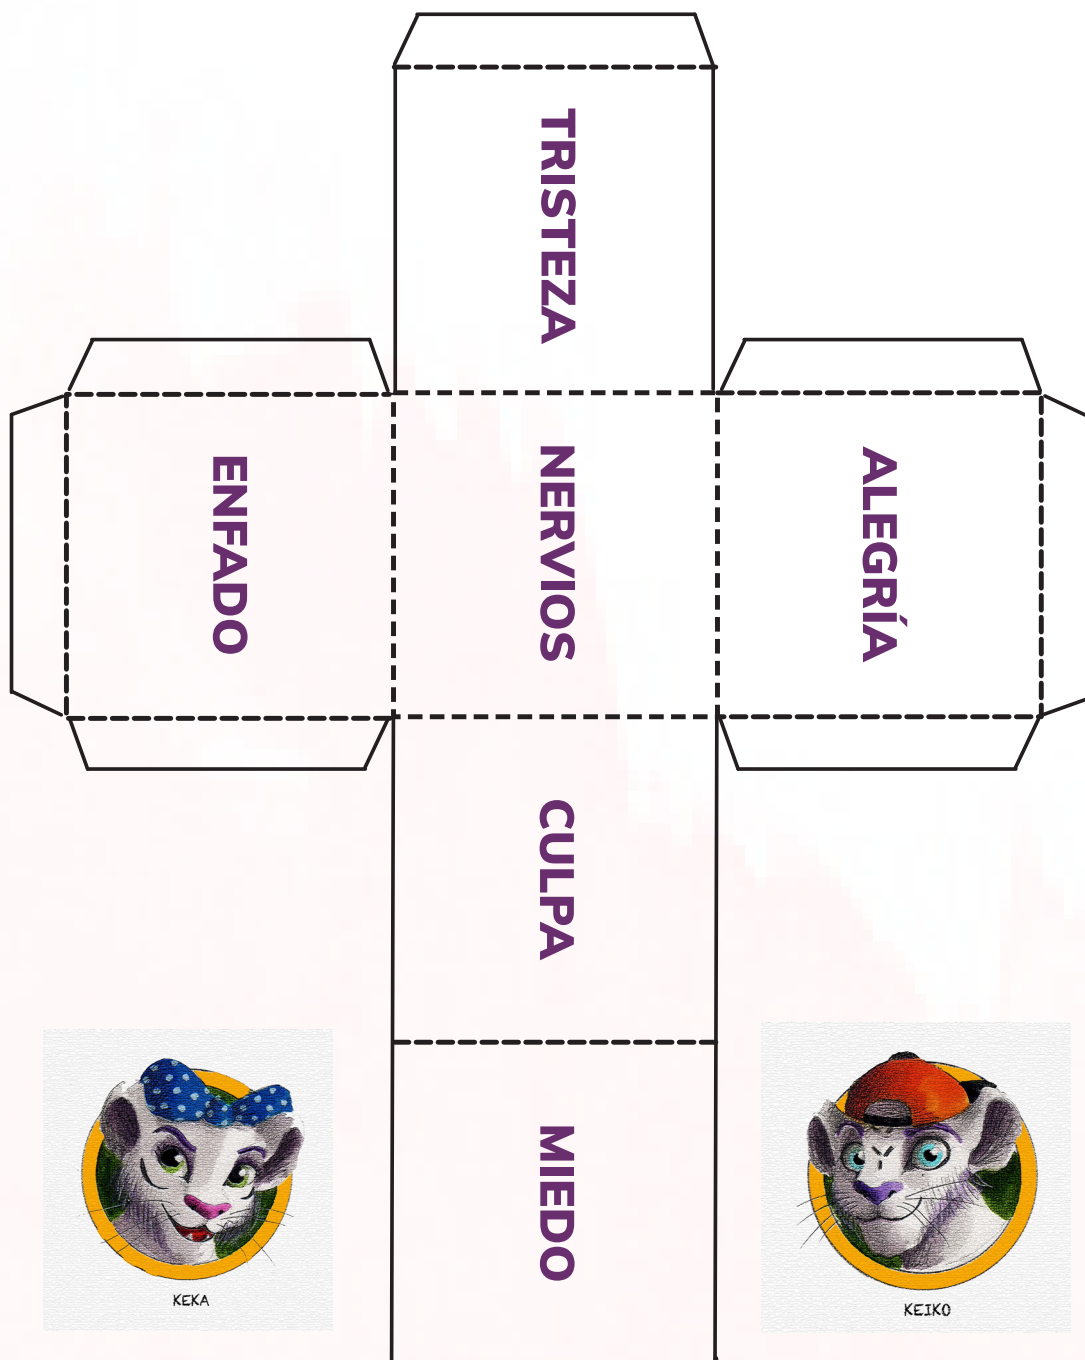 TRISTEZA
ENFADO
NERVIOS
ALEGRÍA
CULPA
MIEDO
KEKA
KEIKO